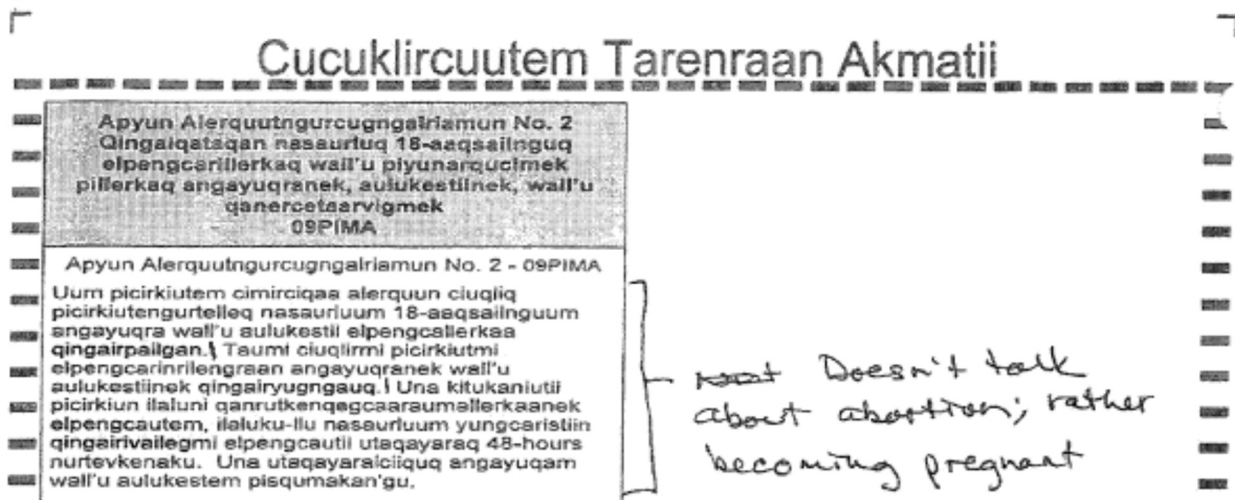 Cucuklircuutem Tarenraan Akmatii
Apyun Alerquutngurcugngalriamun No. 2
Qingaiqataqan nasaurluq 18-aaqsailnguq
elpengcarillerkaq wall'u piyunarqucimek
pillerkaq angayuqranek, aulukestiinek, wall'u
qanercetaarvigmek
09PIMA
Apyun Alerquutngurcugngalriamun No. 2 - 09PIMA
Uum picirkiutem cimirciqaa alerquun ciuqliq
picirkiutengurtelleq nasaurluum 18-aaqsailnguum
angayuqra wall'u aulukestii elpengcallerkaa
qingairpailgan. Taumi ciuqlirmi picirkiutmi
elpengcarinrilengraan angayuqranek wall'u
aulukestiinek qingairyugngauq. Una kitukaniutii
picirkiun ilaluni qanrutkenqegcaaraumallerkaanek
elpengcautem, ilaluku-llu nasaurluum yungcaristiin
qingairivailegmi elpengcautii utaqayaraq 48-hours
nurtevkenaku. Una utaqayaraiciiquq angayuqam
wall'u aulukestem pisqumakan'gu.
Doesn't talk
about abortion; rather
becoming pregnant